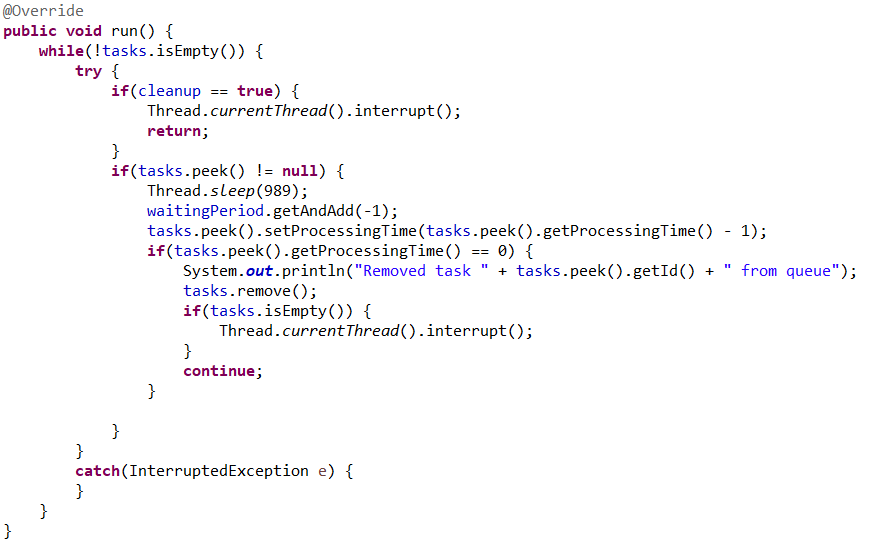 @Override
public void run() {
    while(!tasks.isEmpty()) {
        try {
            if(cleanup == true) {
                Thread.currentThread().interrupt();
                return;
            }
            if(tasks.peek() != null) {
                Thread.sleep(989);
                waitingPeriod.getAndAdd(-1);
                tasks.peek().setProcessingTime(tasks.peek().getProcessingTime() - 1);
                if(tasks.peek().getProcessingTime() == 0) {
                    System.out.println("Removed task " + tasks.peek().getId() + " from queue");
                    tasks.remove();
                    if(tasks.isEmpty()) {
                        Thread.currentThread().interrupt();
                    }
                    continue;
                }

            }
        }
        catch(InterruptedException e) {
        }
    }
}